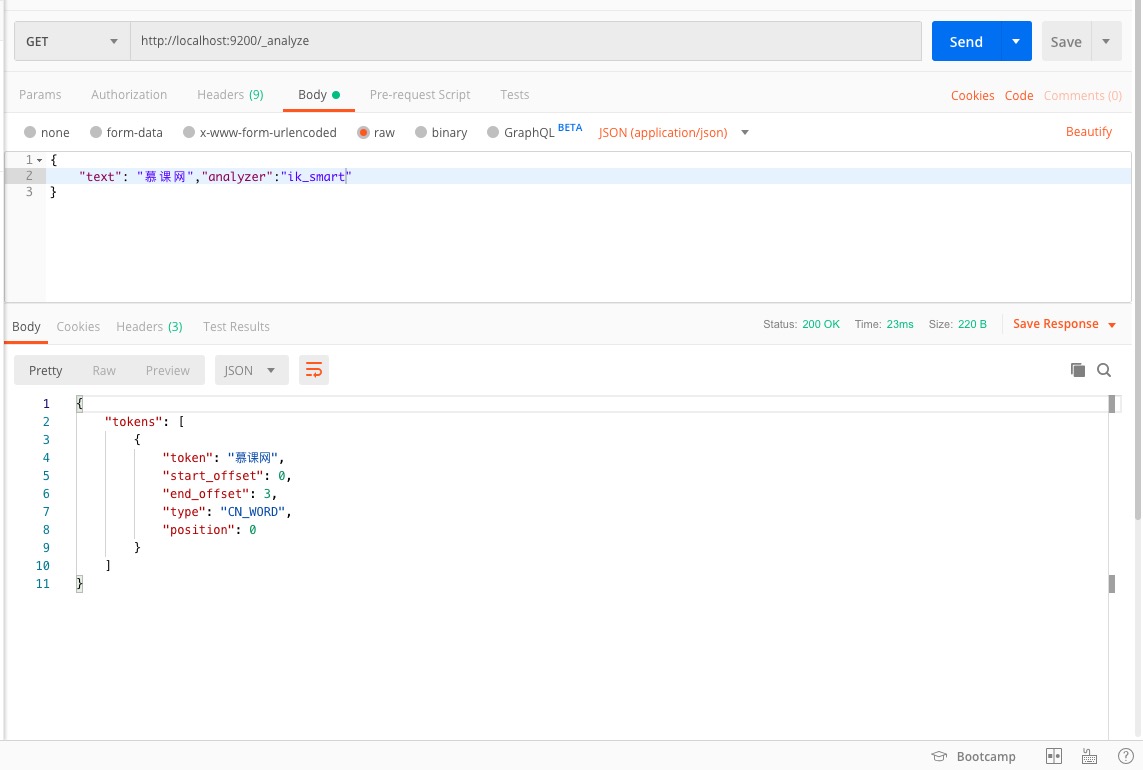 GET http://localhost:9200/_analyze Send Save
Params Authorization Headers (9) Body Pre-request Script Tests Cookies Code Comments (0)
none form-data x-www-form-urlencoded raw binary GraphQL BETA JSON (application/json) Beautify
1 {
2 "text": "慕课网","analyzer":"ik_smart"
3 }
Body Cookies Headers (3) Test Results Status: 200 OK Time: 23ms Size: 220 B Save Response
Pretty Raw Preview JSON
1 {
2 "tokens": [
3 {
4 "token": "慕课网",
5 "start_offset": 0,
6 "end_offset": 3,
7 "type": "CN_WORD",
8 "position": 0
9 }
10 ]
11 }
Bootcamp